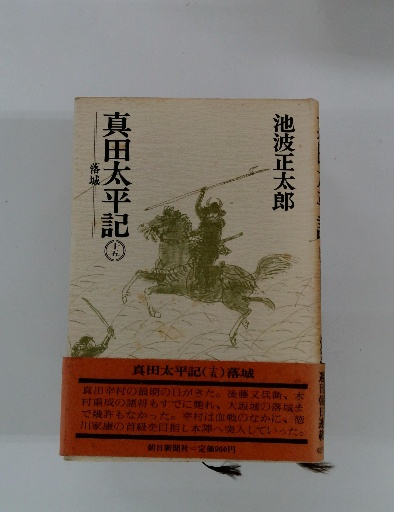 池波正太郎
真田太平記
十五
落城
真田太平記(十五)落城
真田幸村の最期の日がきた。後藤又兵衛、木
村重成の諸将もすでに斃れ、大坂城の落城ま
で幾許もなかった。幸村は血戦のなかに、徳
川家康の首級を目指し本陣へ突入していった。
朝日新聞社=定価900円